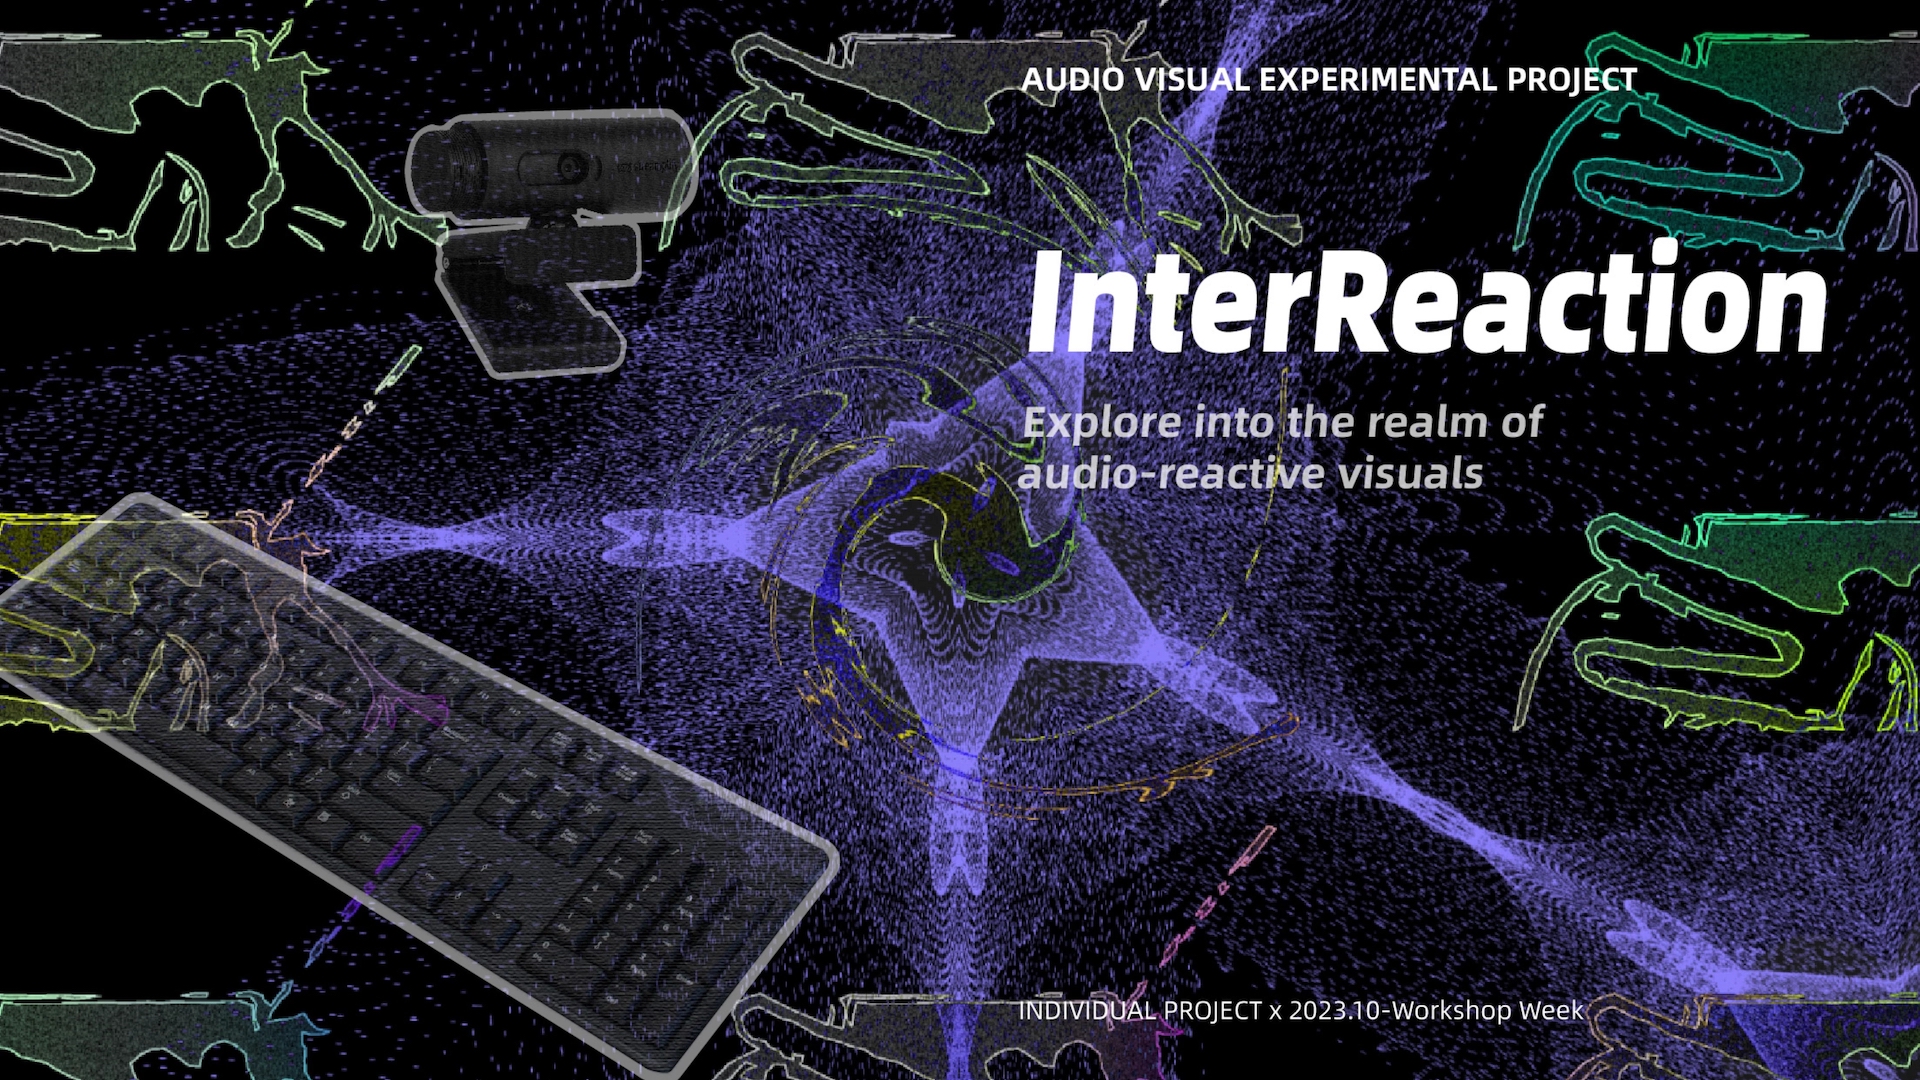 AUDIO VISUAL EXPERIMENTAL PROJECT
InterReaction
Explore into the realm of
audio-reactive visuals
INDIVIDUAL PROJECT x 2023.10-Workshop Week